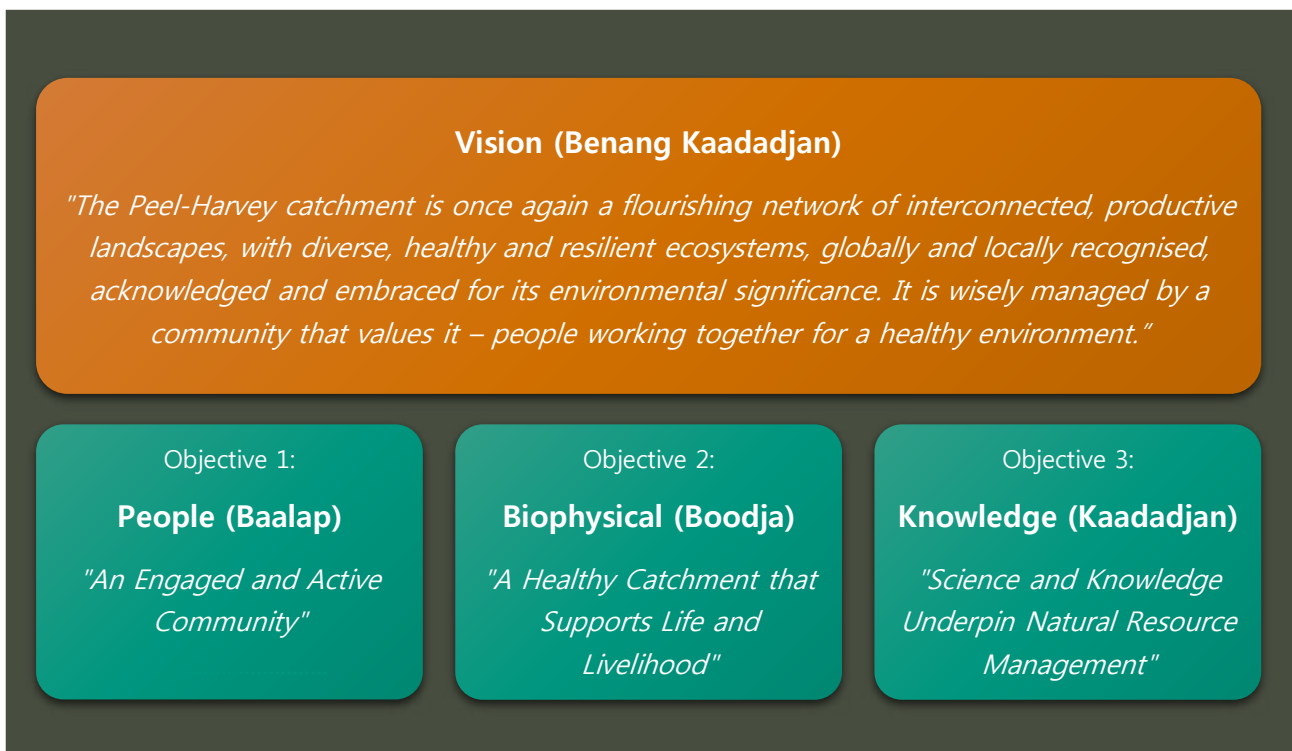 Vision (Benang Kaadadjan)
"The Peel-Harvey catchment is once again a flourishing network of interconnected, productive
landscapes, with diverse, healthy and resilient ecosystems, globally and locally recognised,
acknowledged and embraced for its environmental significance. It is wisely managed by a
community that values it – people working together for a healthy environment.”
Objective 1:
People (Baalap)
"An Engaged and Active
Community"
Objective 2:
Biophysical (Boodja)
"A Healthy Catchment that
Supports Life and
Livelihood"
Objective 3:
Knowledge (Kaadadjan)
"Science and Knowledge
Underpin Natural Resource
Management"